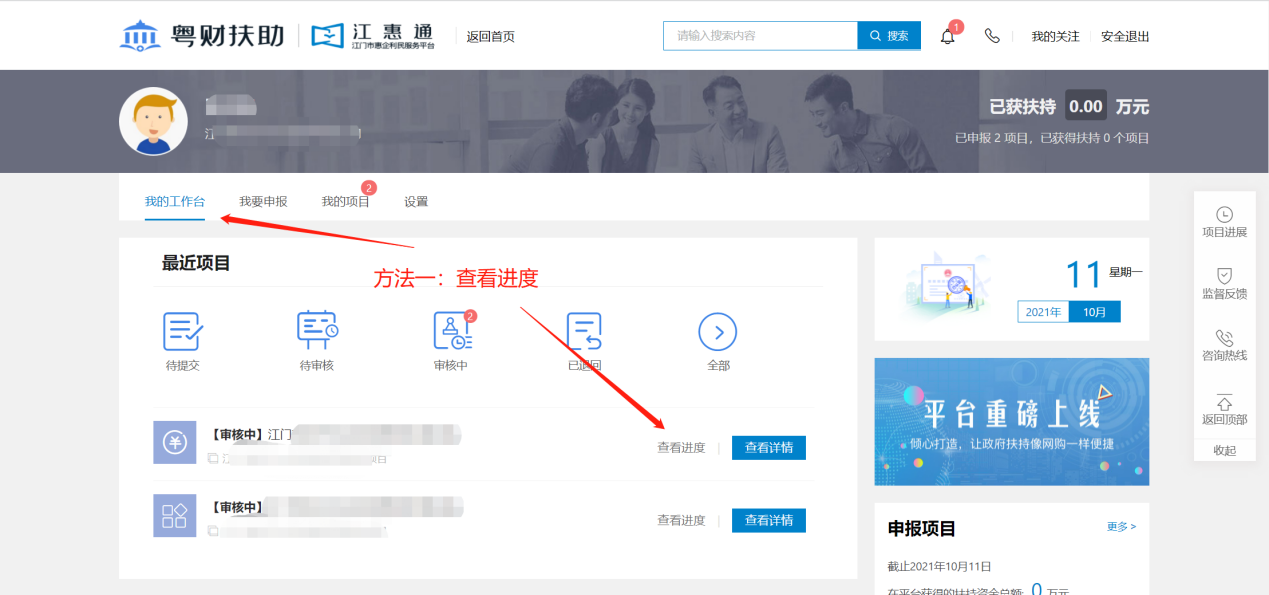 粤财扶助
江惠通
江门市惠企利民服务平台
返回首页
请输入搜索内容
搜索
1
我的关注
安全退出
已获扶持 0.00 万元
江
已申报 2 项目，已获得扶持 0 个项目
我的工作台
我要申报
我的项目
2
设置
最近项目
方法一：查看进度
待提交
待审核
2
审核中
已退回
全部
【审核中】江门
查看进度
查看详情
江
项目
【审核中】
查看进度
查看详情
11 星期一
2021年 10月
平台重磅上线
倾心打造，让政府扶持像网购一样便捷
申报项目
更多 >
截止2021年10月11日
在平台获得的扶持资金总额: 0 万元
项目进展
监督反馈
咨询热线
返回顶部
收起